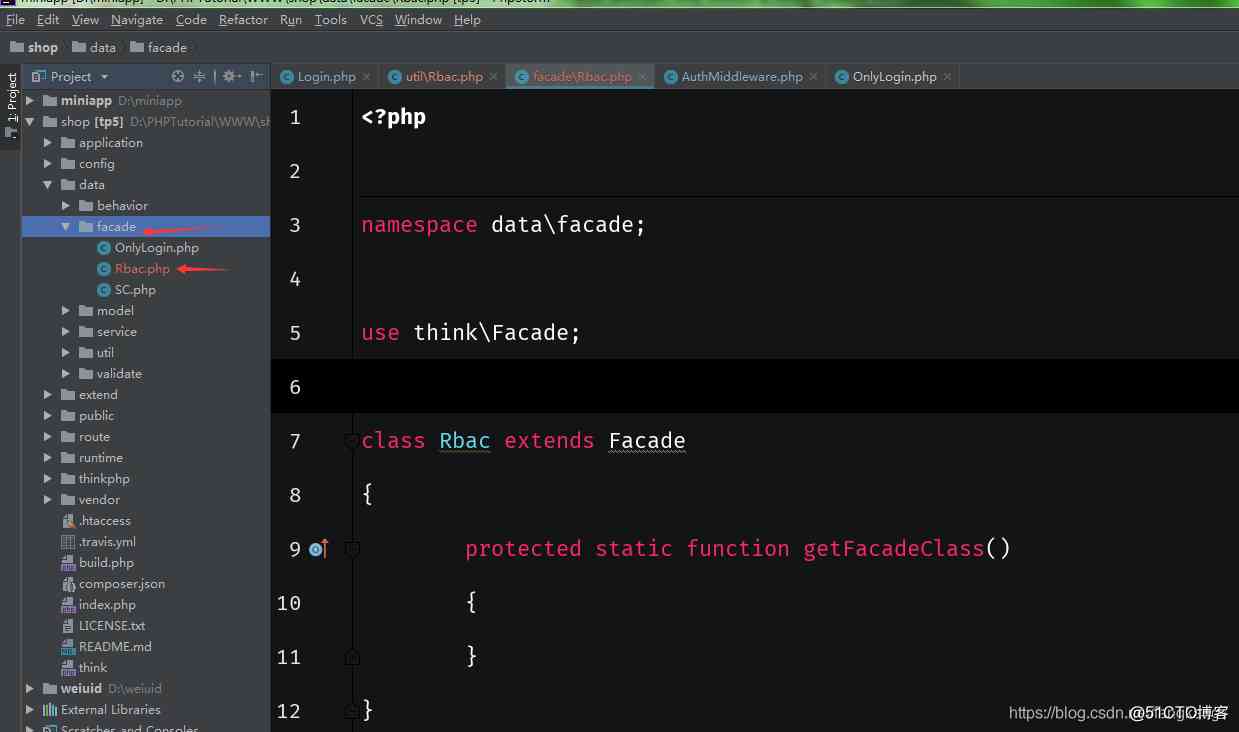 miniapp [D:\miniapp] - D:\PHPTutorial\WWW\shop\data\facade\Rbac.php [tp5] - PhpStorm
File Edit View Navigate Code Refactor Run Tools VCS Window Help
shop data facade
1: Project
Project
Login.php util\Rbac.php facade\Rbac.php AuthMiddleware.php OnlyLogin.php
miniapp D:\miniapp
shop [tp5] D:\PHPTutorial\WWW\sh
application
config
data
behavior
facade
OnlyLogin.php
Rbac.php
SC.php
model
service
util
validate
extend
public
route
runtime
thinkphp
vendor
.htaccess
.travis.yml
build.php
composer.json
index.php
LICENSE.txt
README.md
think
weiuid D:\weiuid
External Libraries
Scratches and Consoles
1 <?php
2
3 namespace data\facade;
4
5 use think\Facade;
6
7 class Rbac extends Facade
8 {
9 protected static function getFacadeClass()
10 {
11 }
12 }
https://blog.csdn.n
@51CTO博客